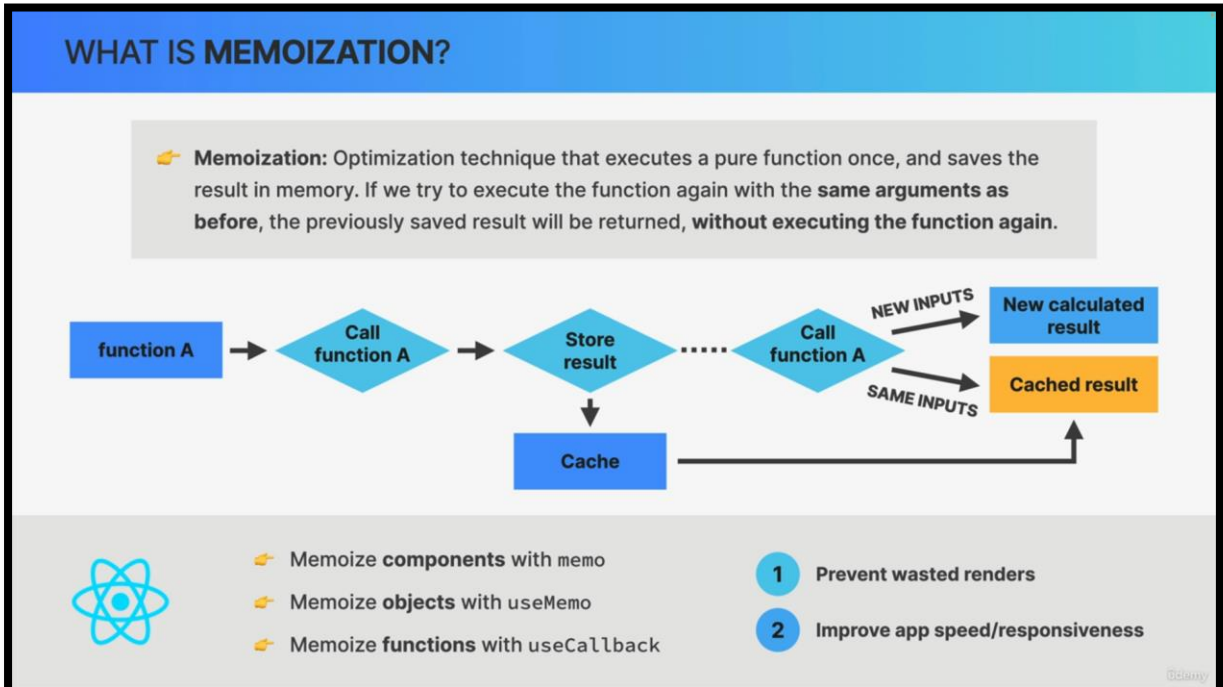 WHAT IS MEMOIZATION?
👉 Memoization: Optimization technique that executes a pure function once, and saves the
result in memory. If we try to execute the function again with the same arguments as
before, the previously saved result will be returned, without executing the function again.
function A
Call
function A
Store
result
Call
function A
NEW INPUTS
New calculated
result
SAME INPUTS
Cached result
Cache
👉 Memoize components with memo
👉 Memoize objects with useMemo
👉 Memoize functions with useCallback
1 Prevent wasted renders
2 Improve app speed/responsiveness
ûdemy